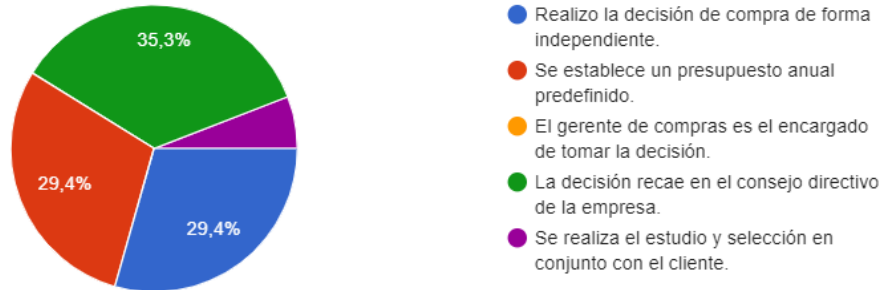 35,3%
29,4%
29,4%
Realizo la decisión de compra de forma
independiente.
Se establece un presupuesto anual
predefinido.
El gerente de compras es el encargado
de tomar la decisión.
La decisión recae en el consejo directivo
de la empresa.
Se realiza el estudio y selección en
conjunto con el cliente.